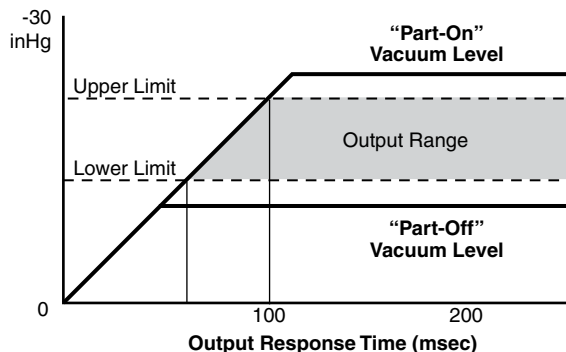 -30
inHg
“Part-On”
Vacuum Level
Upper Limit
Output Range
Lower Limit
“Part-Off”
Vacuum Level
0
100
200
Output Response Time (msec)